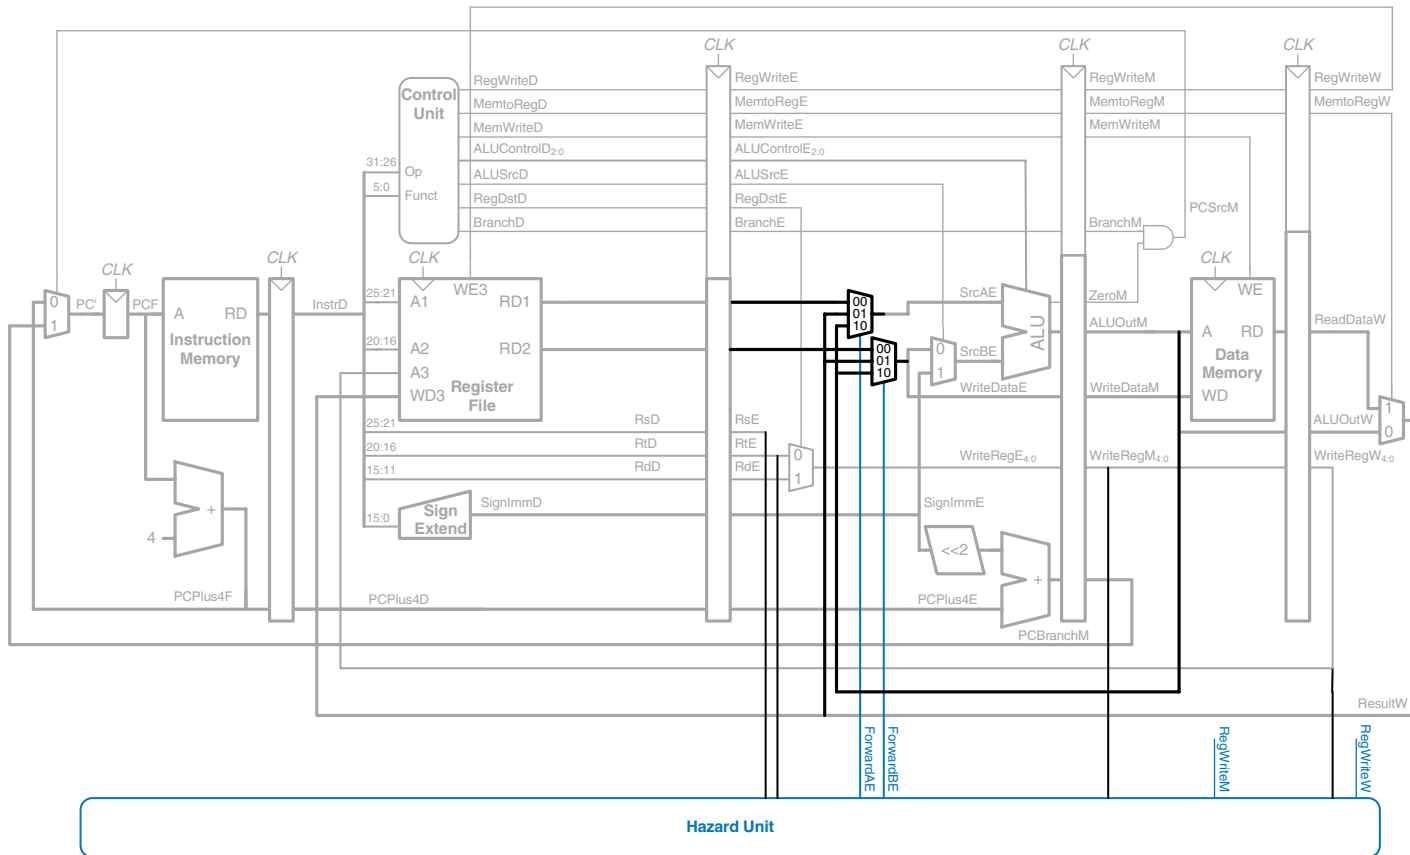 CLK
CLK
CLK
RegWriteD
RegWriteE
RegWriteM
RegWriteW
Control
Unit
MemtoRegD
MemtoRegE
MemtoRegM
MemtoRegW
MemWriteD
MemWriteE
MemWriteM
ALUControlD2:0
ALUControlE2:0
31:26
Op
ALUSrcD
ALUSrcE
5:0
Funct
RegDstD
RegDstE
PCSrcM
BranchD
BranchE
BranchM
CLK
CLK
CLK
CLK
0
1
PC'
PCF
A
RD
Instruction
Memory
InstrD
25:21
A1
WE3
RD1
00
01
10
SrcAE
ZeroM
WE
20:16
A2
RD2
00
01
10
0
1
SrcBE
ALU
ALUOutM
A
RD
Data
Memory
WD
ReadDataW
A3
WD3
Register
File
WriteDataE
WriteDataM
1
0
ALUOutW
25:21
RsD
RsE
20:16
RtD
RtE
0
1
15:11
RdD
RdE
WriteRegE4:0
WriteRegM4:0
WriteRegW4:0
15:0
Sign
Extend
SignImmD
SignImmE
+
4
<<2
+
PCPlus4F
PCPlus4D
PCPlus4E
PCBranchM
ResultW
ForwardAE
ForwardBE
RegWriteM
RegWriteW
Hazard Unit